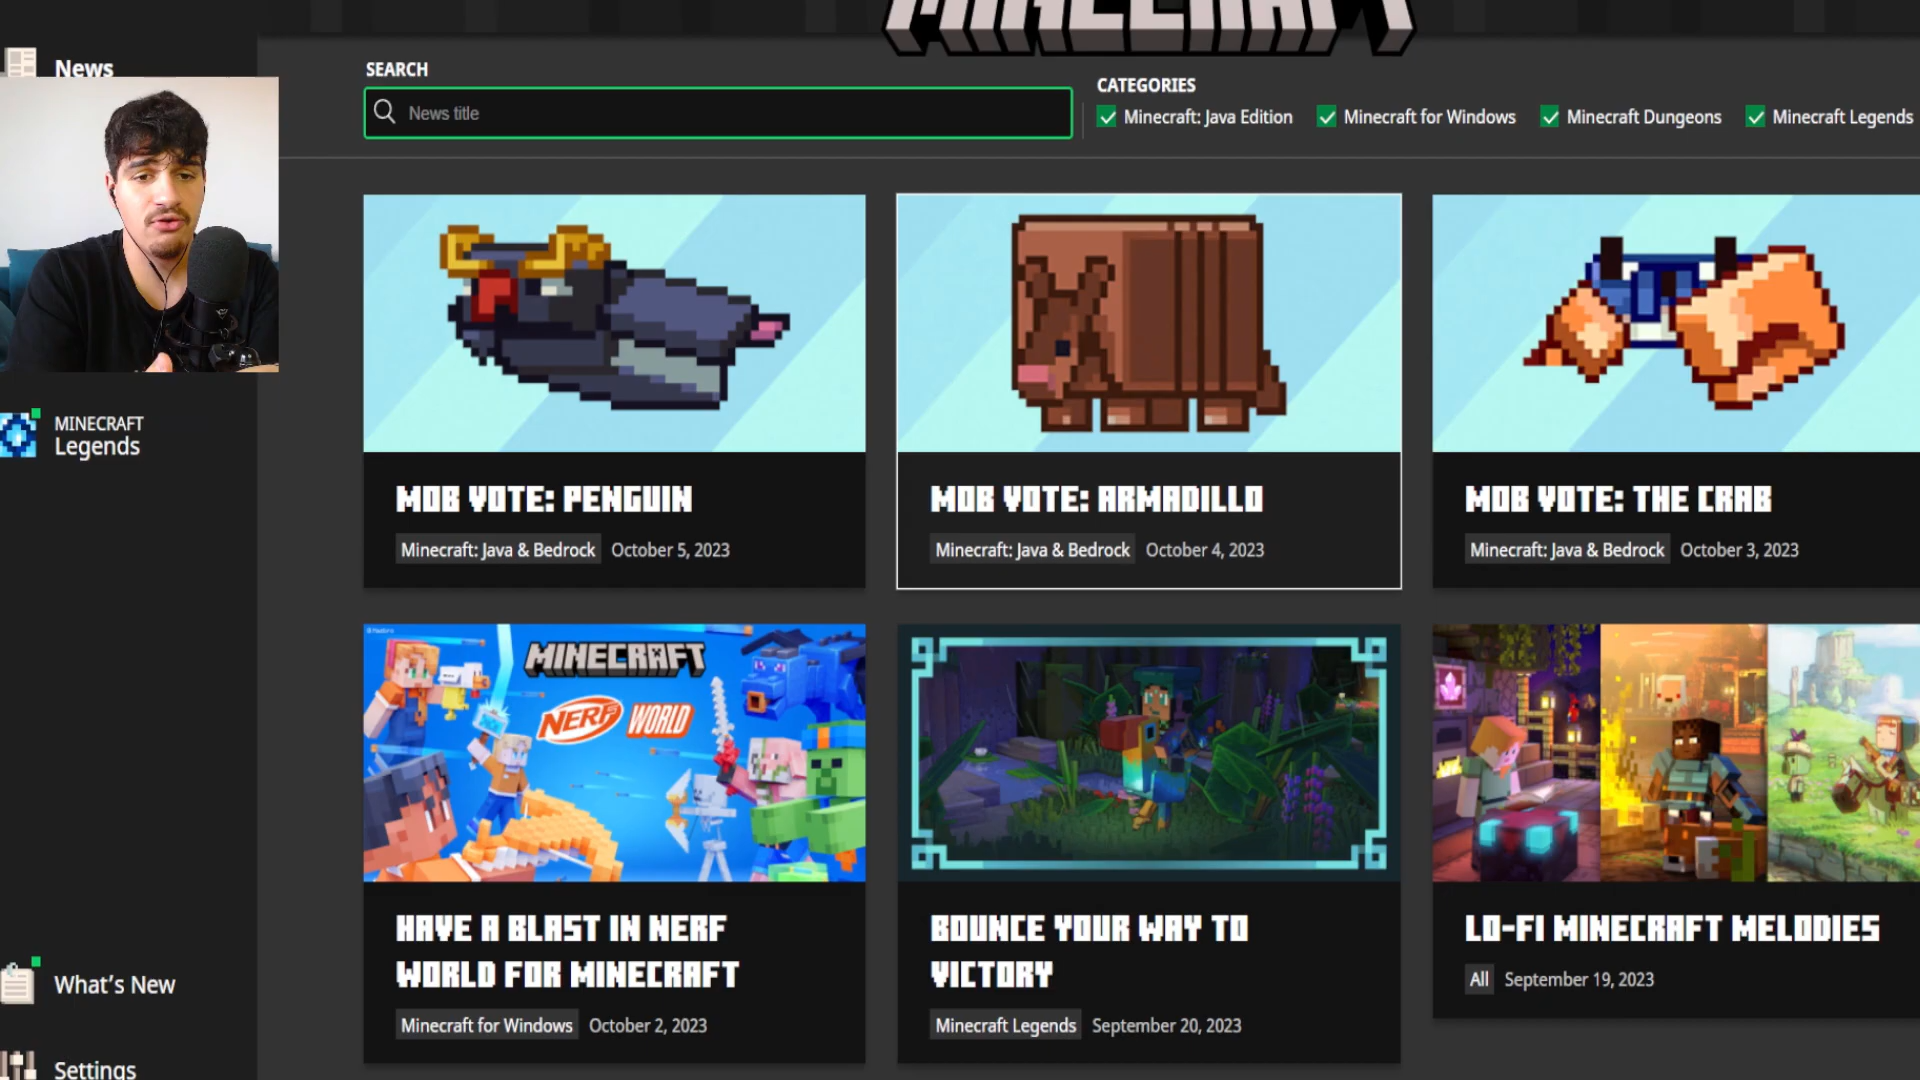 MINECRAFT
News
SEARCH
News title
CATEGORIES
Minecraft: Java Edition
Minecraft for Windows
Minecraft Dungeons
Minecraft Legends
MINECRAFT
Legends
What's New
Settings
MOB VOTE: PENGUIN
Minecraft: Java & Bedrock October 5, 2023
MOB VOTE: ARMADILLO
Minecraft: Java & Bedrock October 4, 2023
MOB VOTE: THE CRAB
Minecraft: Java & Bedrock October 3, 2023
MINECRAFT
NERF WORLD
HAVE A BLAST IN NERF
WORLD FOR MINECRAFT
Minecraft for Windows October 2, 2023
BOUNCE YOUR WAY TO
VICTORY
Minecraft Legends September 20, 2023
LO-FI MINECRAFT MELODIES
All September 19, 2023